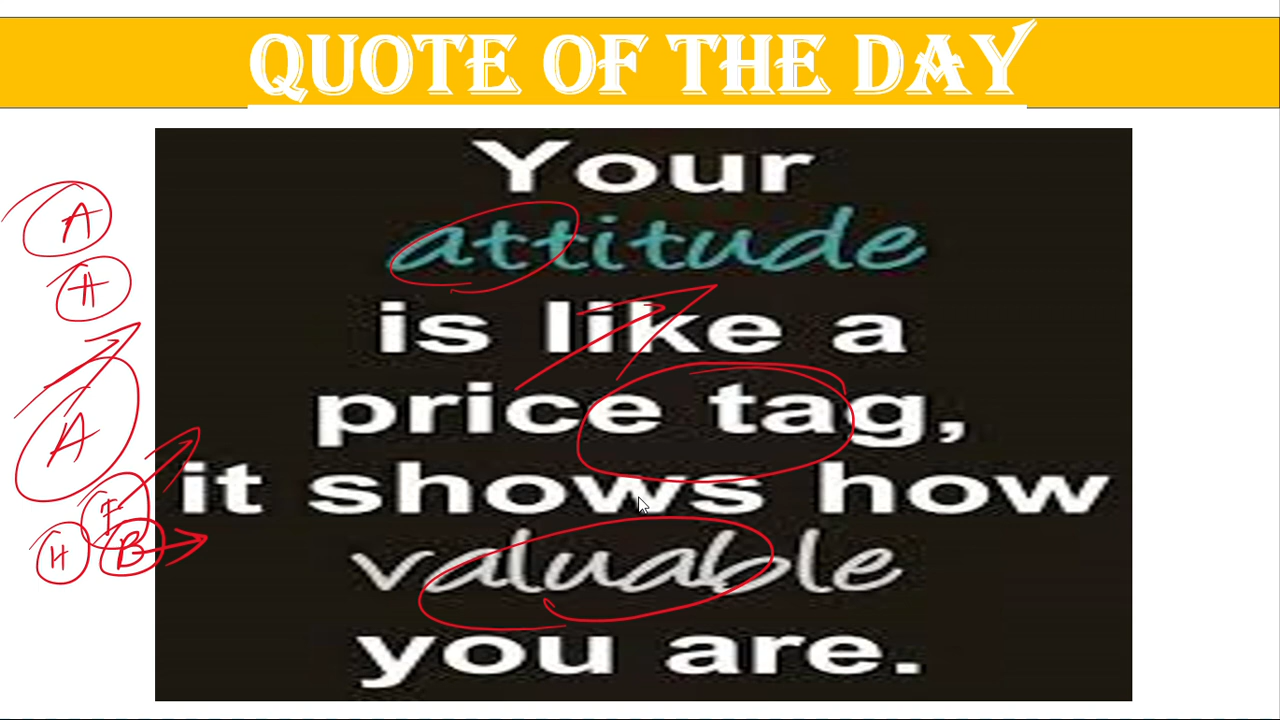 QUOTE OF THE DAY
Your
attitude
is like a
price tag,
it shows how
valuable
you are.
A
H
A
H
B